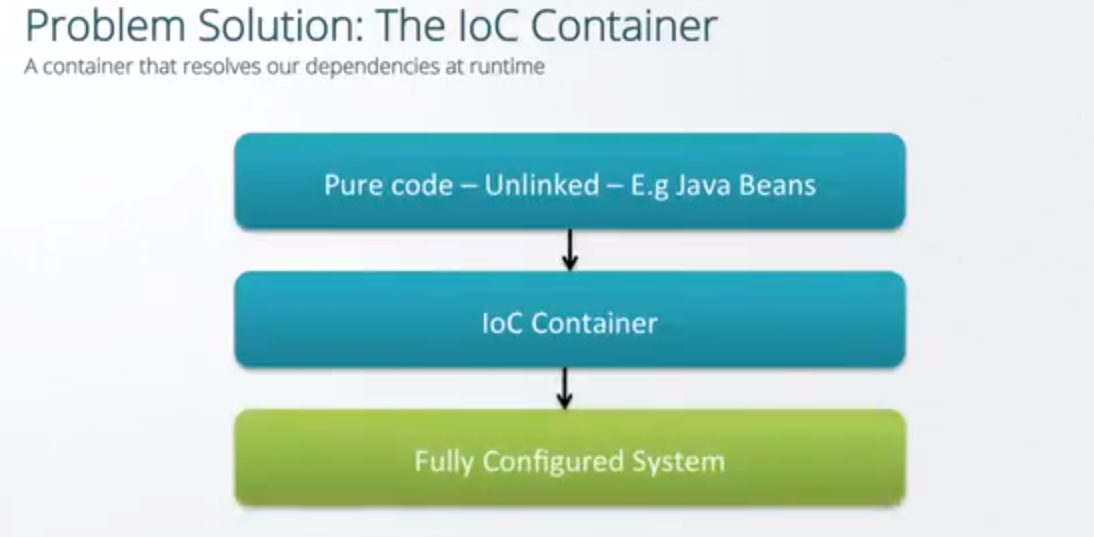 Problem Solution: The IoC Container
A container that resolves our dependencies at runtime
Pure code – Unlinked – E.g Java Beans
IoC Container
Fully Configured System